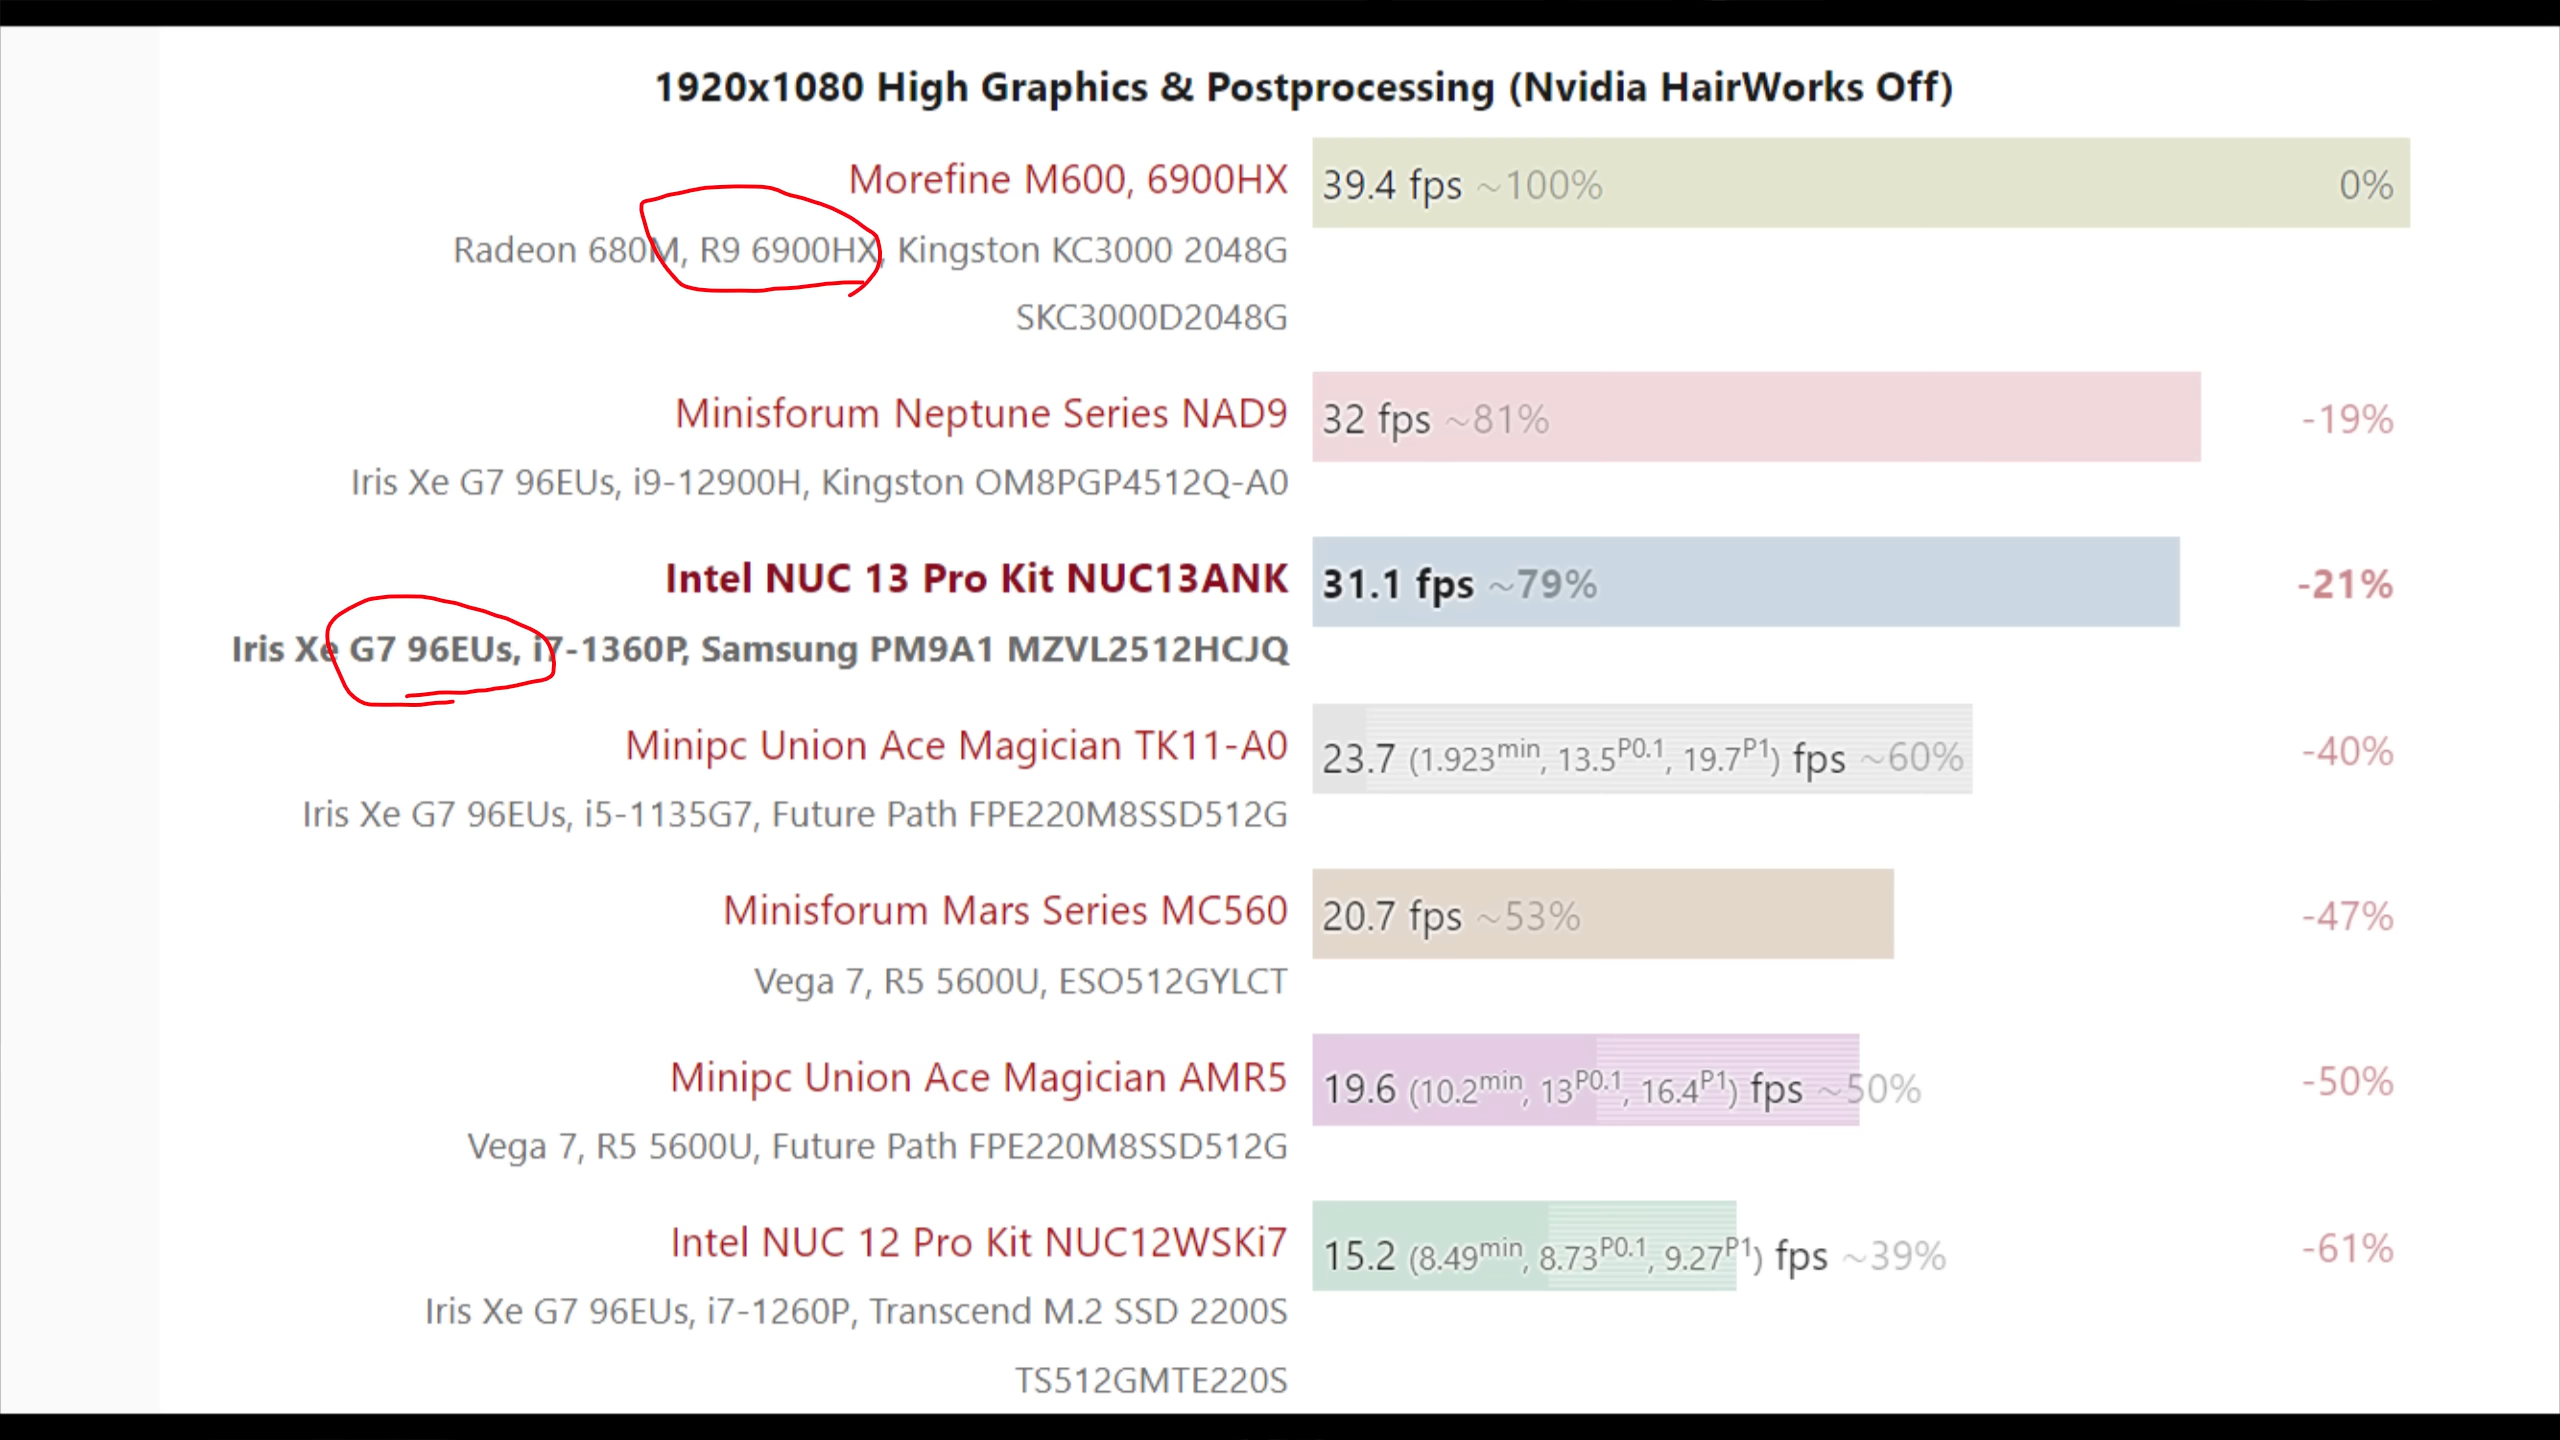 1920x1080 High Graphics & Postprocessing (Nvidia HairWorks Off)
Morefine M600, 6900HX
39.4 fps ~100% 0%
Radeon 680M, R9 6900HX, Kingston KC3000 2048G
SKC3000D2048G
Minisforum Neptune Series NAD9
32 fps ~81% -19%
Iris Xe G7 96EUs, i9-12900H, Kingston OM8PGP4512Q-A0
Intel NUC 13 Pro Kit NUC13ANK
31.1 fps ~79% -21%
Iris Xe G7 96EUs, i7-1360P, Samsung PM9A1 MZVL2512HCJQ
Minipc Union Ace Magician TK11-A0
23.7 (1.923min, 13.5P0.1, 19.7P1) fps ~60% -40%
Iris Xe G7 96EUs, i5-1135G7, Future Path FPE220M8SSD512G
Minisforum Mars Series MC560
20.7 fps ~53% -47%
Vega 7, R5 5600U, ESO512GYLCT
Minipc Union Ace Magician AMR5
19.6 (10.2min, 13P0.1, 16.4P1) fps ~50% -50%
Vega 7, R5 5600U, Future Path FPE220M8SSD512G
Intel NUC 12 Pro Kit NUC12WSKi7
15.2 (8.49min, 8.73P0.1, 9.27P1) fps ~39% -61%
Iris Xe G7 96EUs, i7-1260P, Transcend M.2 SSD 2200S
TS512GMTE220S